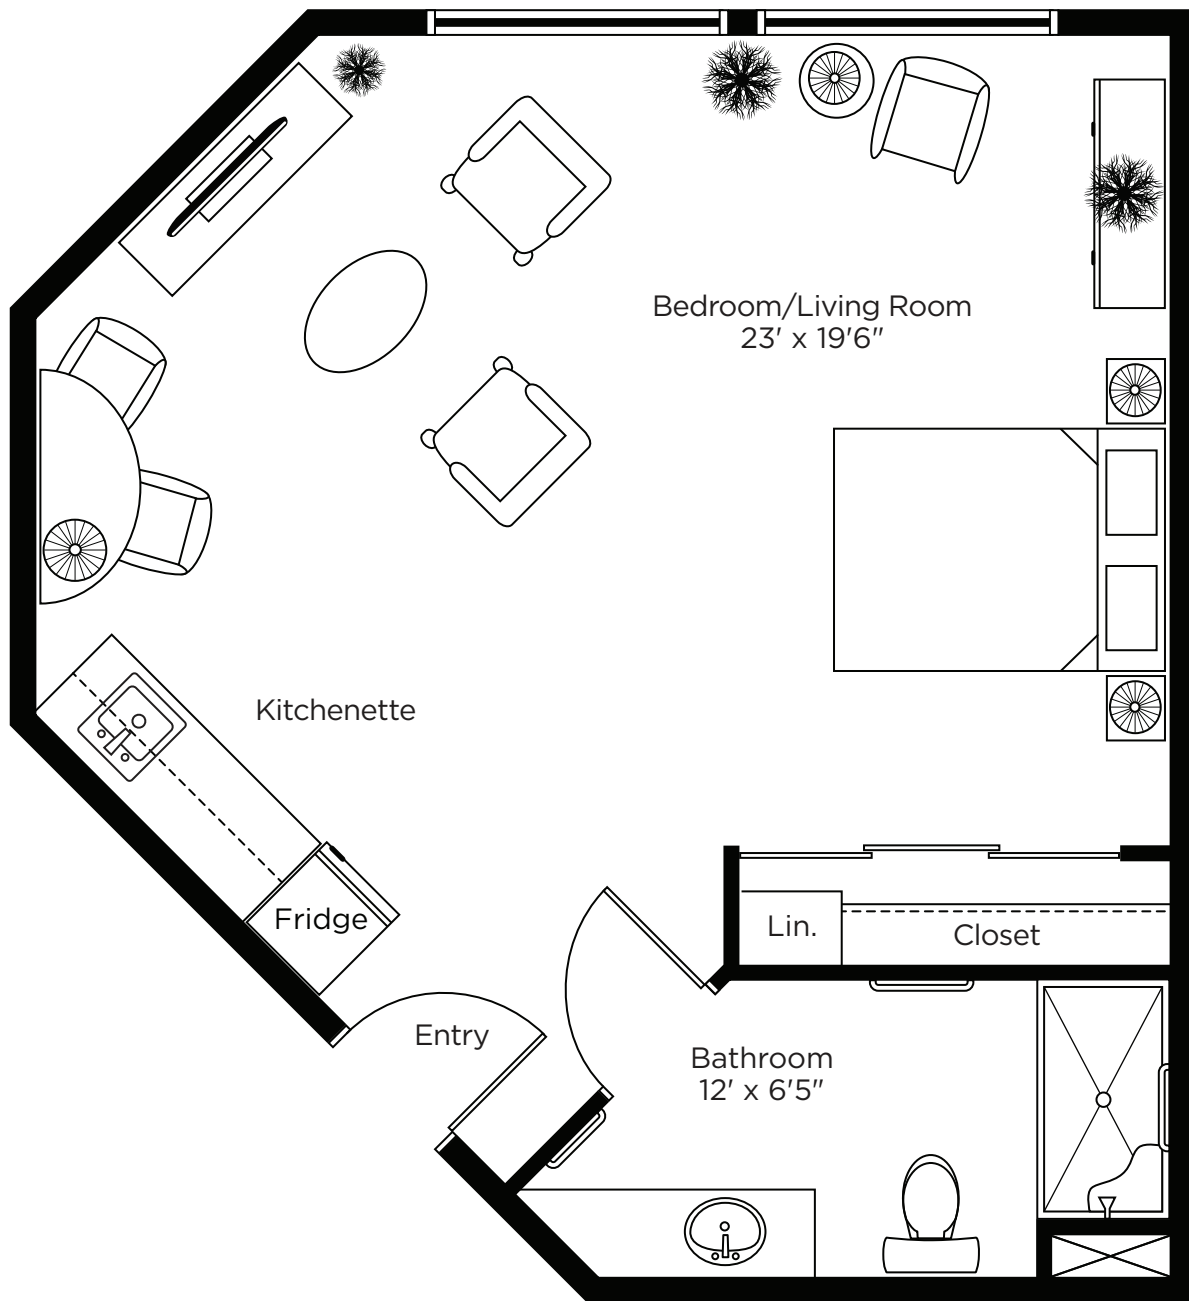 Bedroom/Living Room
23' x 19'6"
Kitchenette
Fridge
Lin.
Closet
Entry
Bathroom
12' x 6'5"